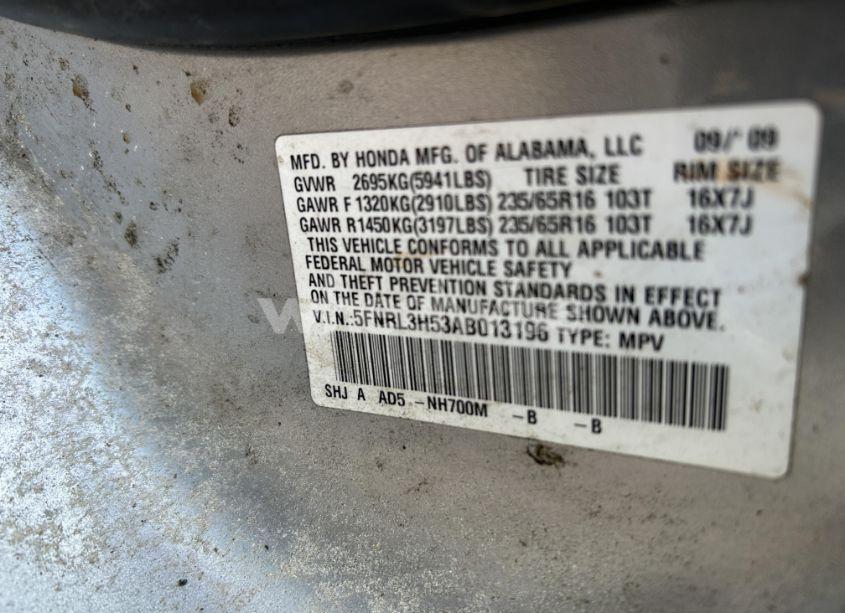 MFD. BY HONDA MFG. OF ALABAMA, LLC 09/ 09
GVWR 2695KG(5941LBS) TIRE SIZE RIM SIZE
GAWR F 1320KG(2910LBS) 235/65R16 103T 16X7J
GAWR R1450KG(3197LBS) 235/65R16 103T 16X7J
THIS VEHICLE CONFORMS TO ALL APPLICABLE
FEDERAL MOTOR VEHICLE SAFETY
AND THEFT PREVENTION STANDARDS IN EFFECT
ON THE DATE OF MANUFACTURE SHOWN ABOVE.
V.I.N.:5FNRL3H53AB013196 TYPE: MPV
SHJ A AD5 -NH700M -B -B